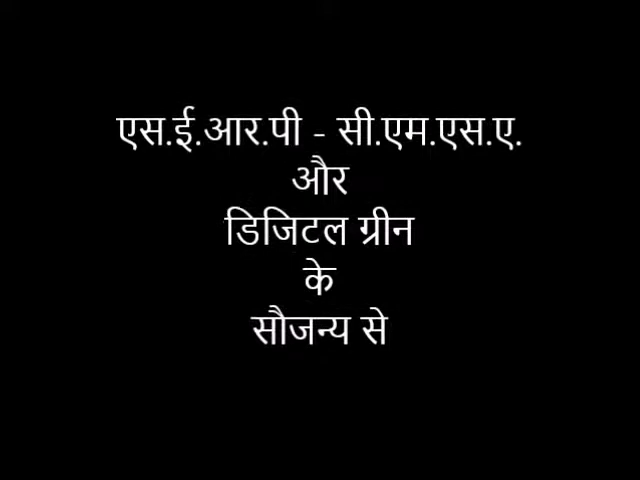 एस.ई.आर.पी - सी.एम.एस.ए.
और
डिजिटल ग्रीन
के
सौजन्य से